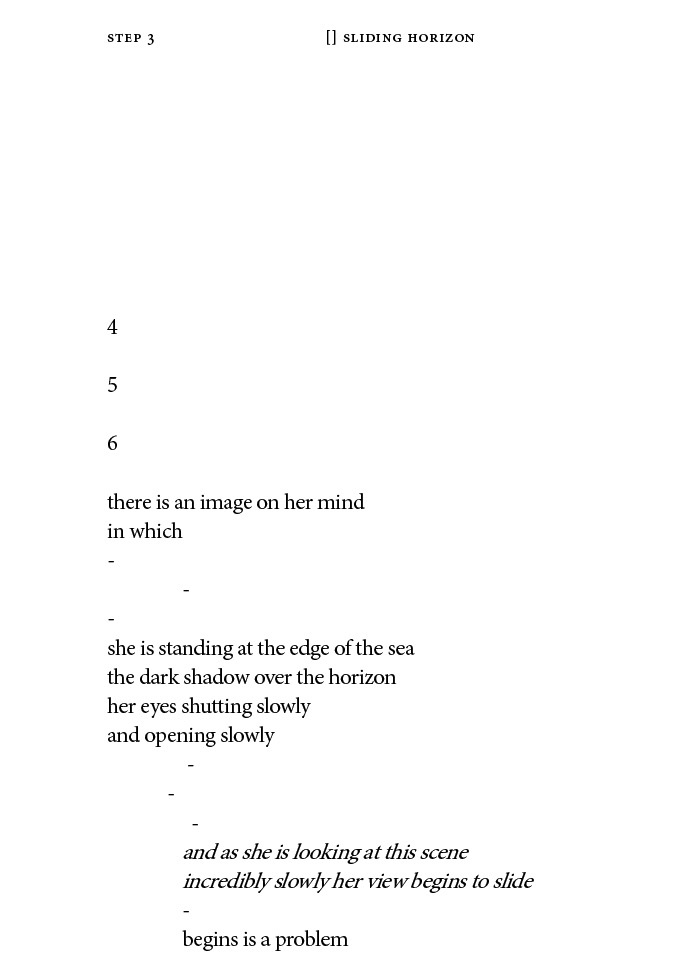 STEP 3 [] SLIDING HORIZON
4
5
6
there is an image on her mind
in which
-
-
-
she is standing at the edge of the sea
the dark shadow over the horizon
her eyes shutting slowly
and opening slowly
-
-
-
and as she is looking at this scene
incredibly slowly her view begins to slide
-
begins is a problem